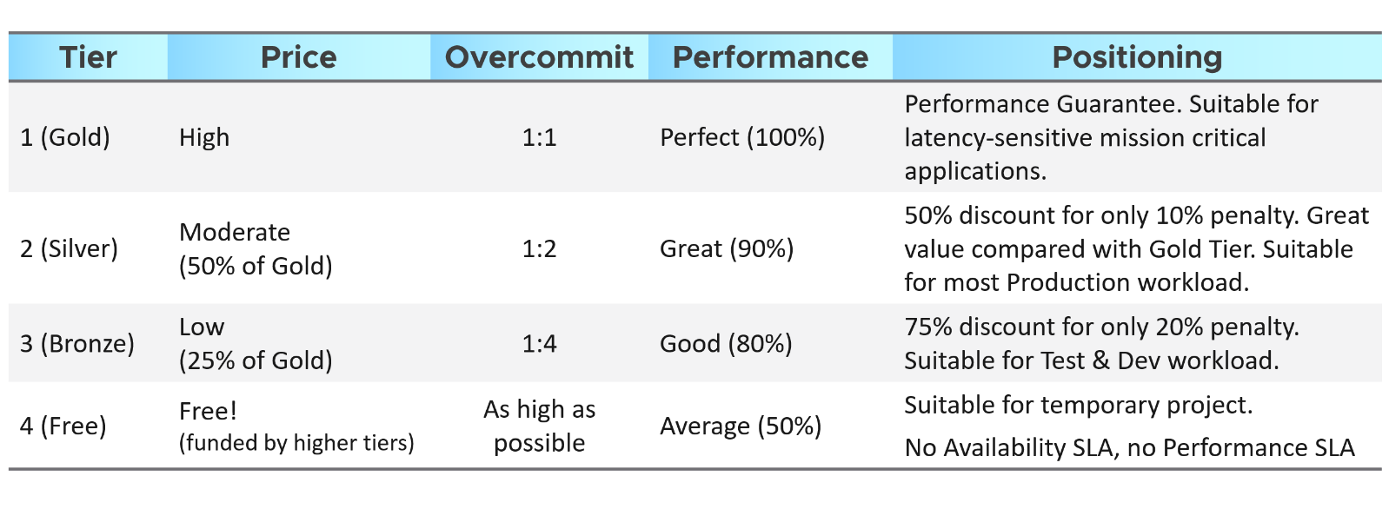 Tier Price Overcommit Performance Positioning
1 (Gold) High 1:1 Perfect (100%) Performance Guarantee. Suitable for
latency-sensitive mission critical
applications.
2 (Silver) Moderate
(50% of Gold) 1:2 Great (90%) 50% discount for only 10% penalty. Great
value compared with Gold Tier. Suitable
for most Production workload.
3 (Bronze) Low
(25% of Gold) 1:4 Good (80%) 75% discount for only 20% penalty.
Suitable for Test & Dev workload.
4 (Free) Free!
(funded by higher tiers) As high as
possible Average (50%) Suitable for temporary project.
No Availability SLA, no Performance SLA